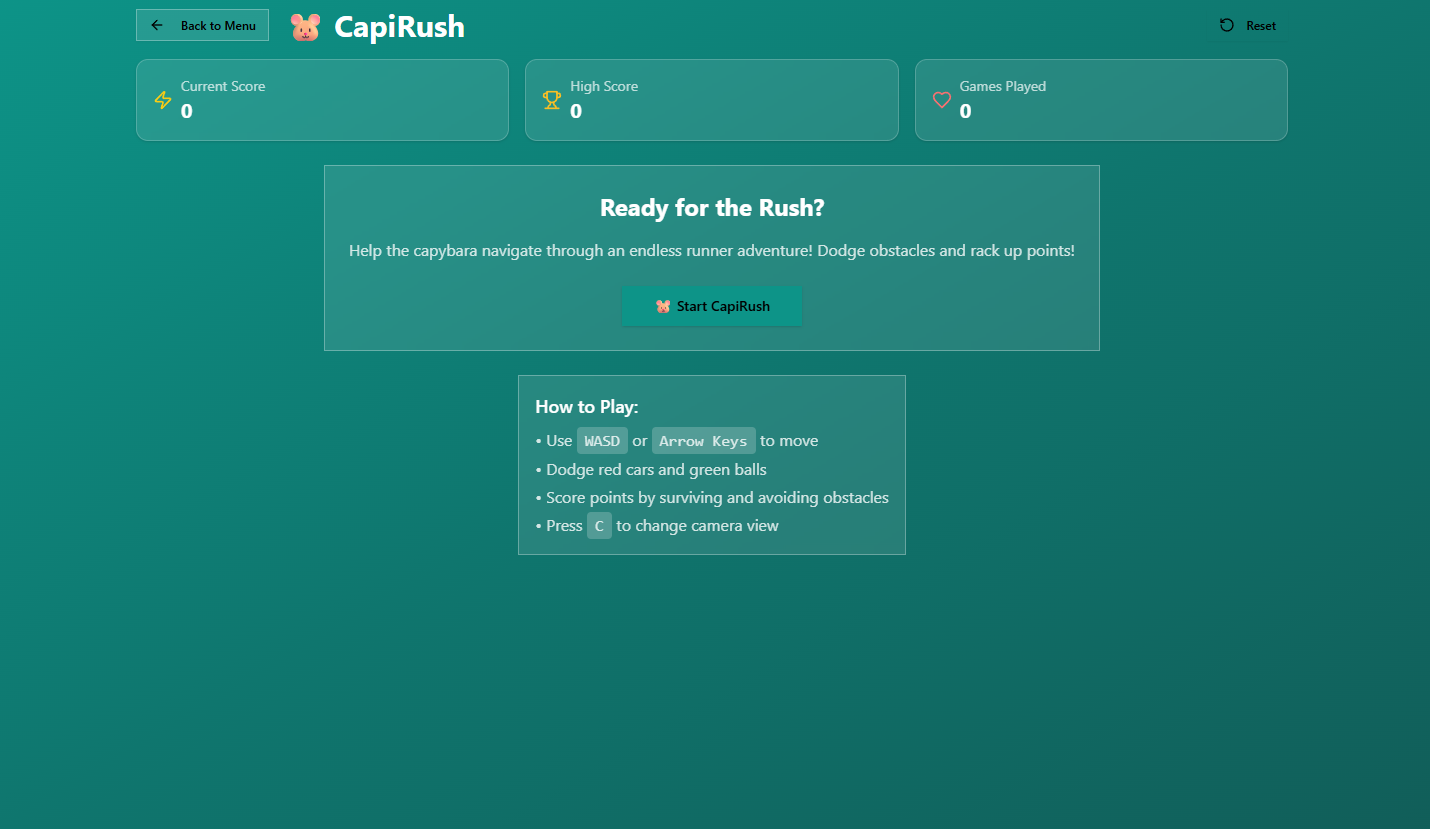 Back to Menu
CapiRush
Reset
Current Score
0
High Score
0
Games Played
0
Ready for the Rush?
Help the capybara navigate through an endless runner adventure! Dodge obstacles and rack up points!
Start CapiRush
How to Play:
• Use WASD or Arrow Keys to move
• Dodge red cars and green balls
• Score points by surviving and avoiding obstacles
• Press C to change camera view